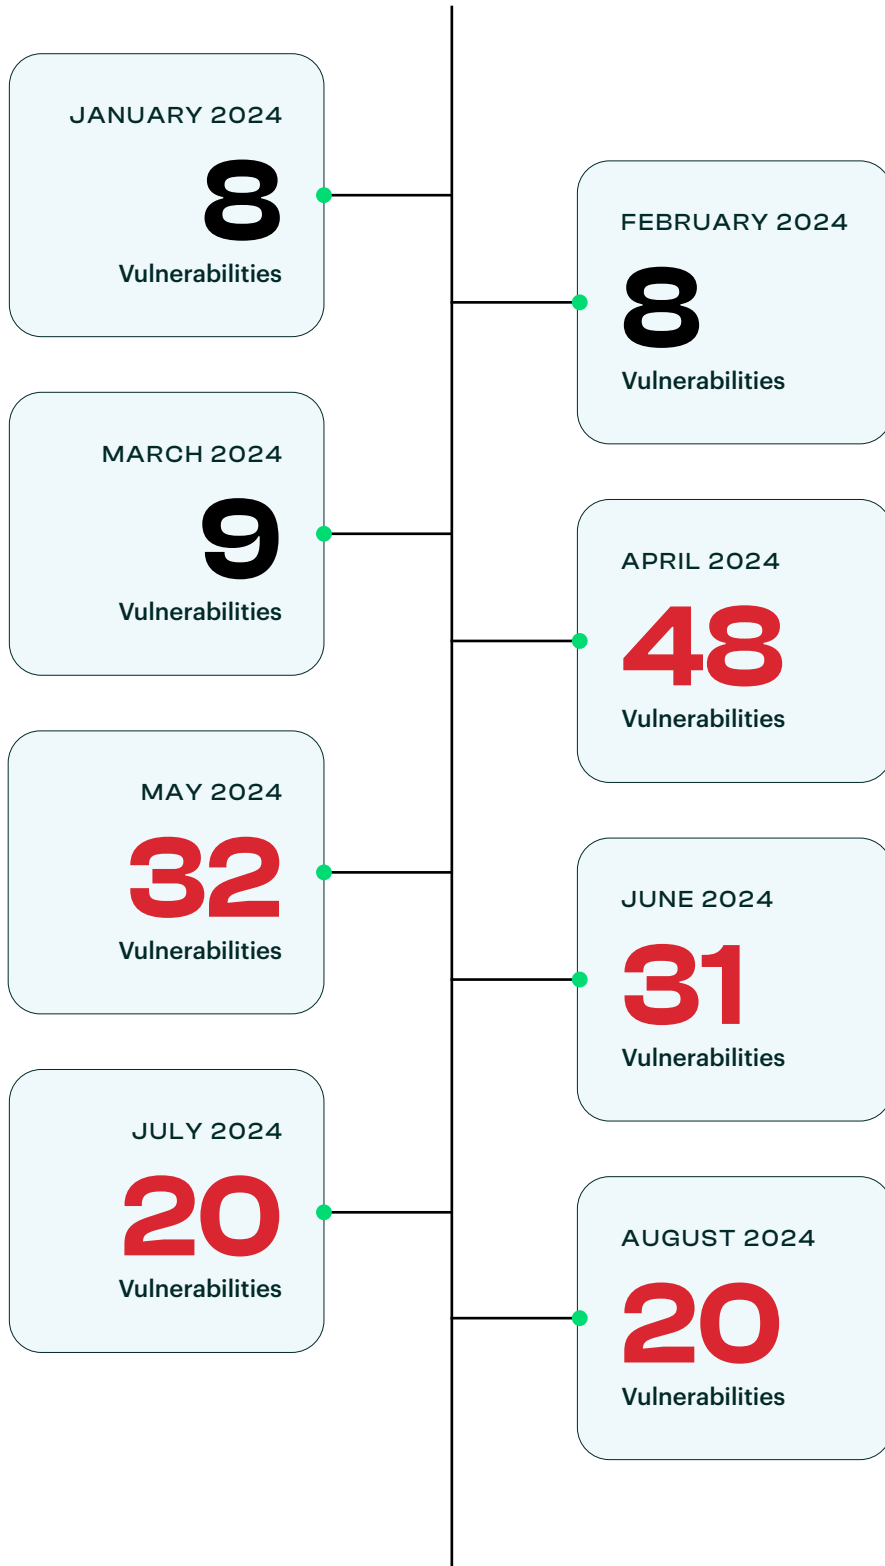 JANUARY 2024
8
Vulnerabilities
FEBRUARY 2024
8
Vulnerabilities
MARCH 2024
9
Vulnerabilities
APRIL 2024
48
Vulnerabilities
MAY 2024
32
Vulnerabilities
JUNE 2024
31
Vulnerabilities
JULY 2024
20
Vulnerabilities
AUGUST 2024
20
Vulnerabilities